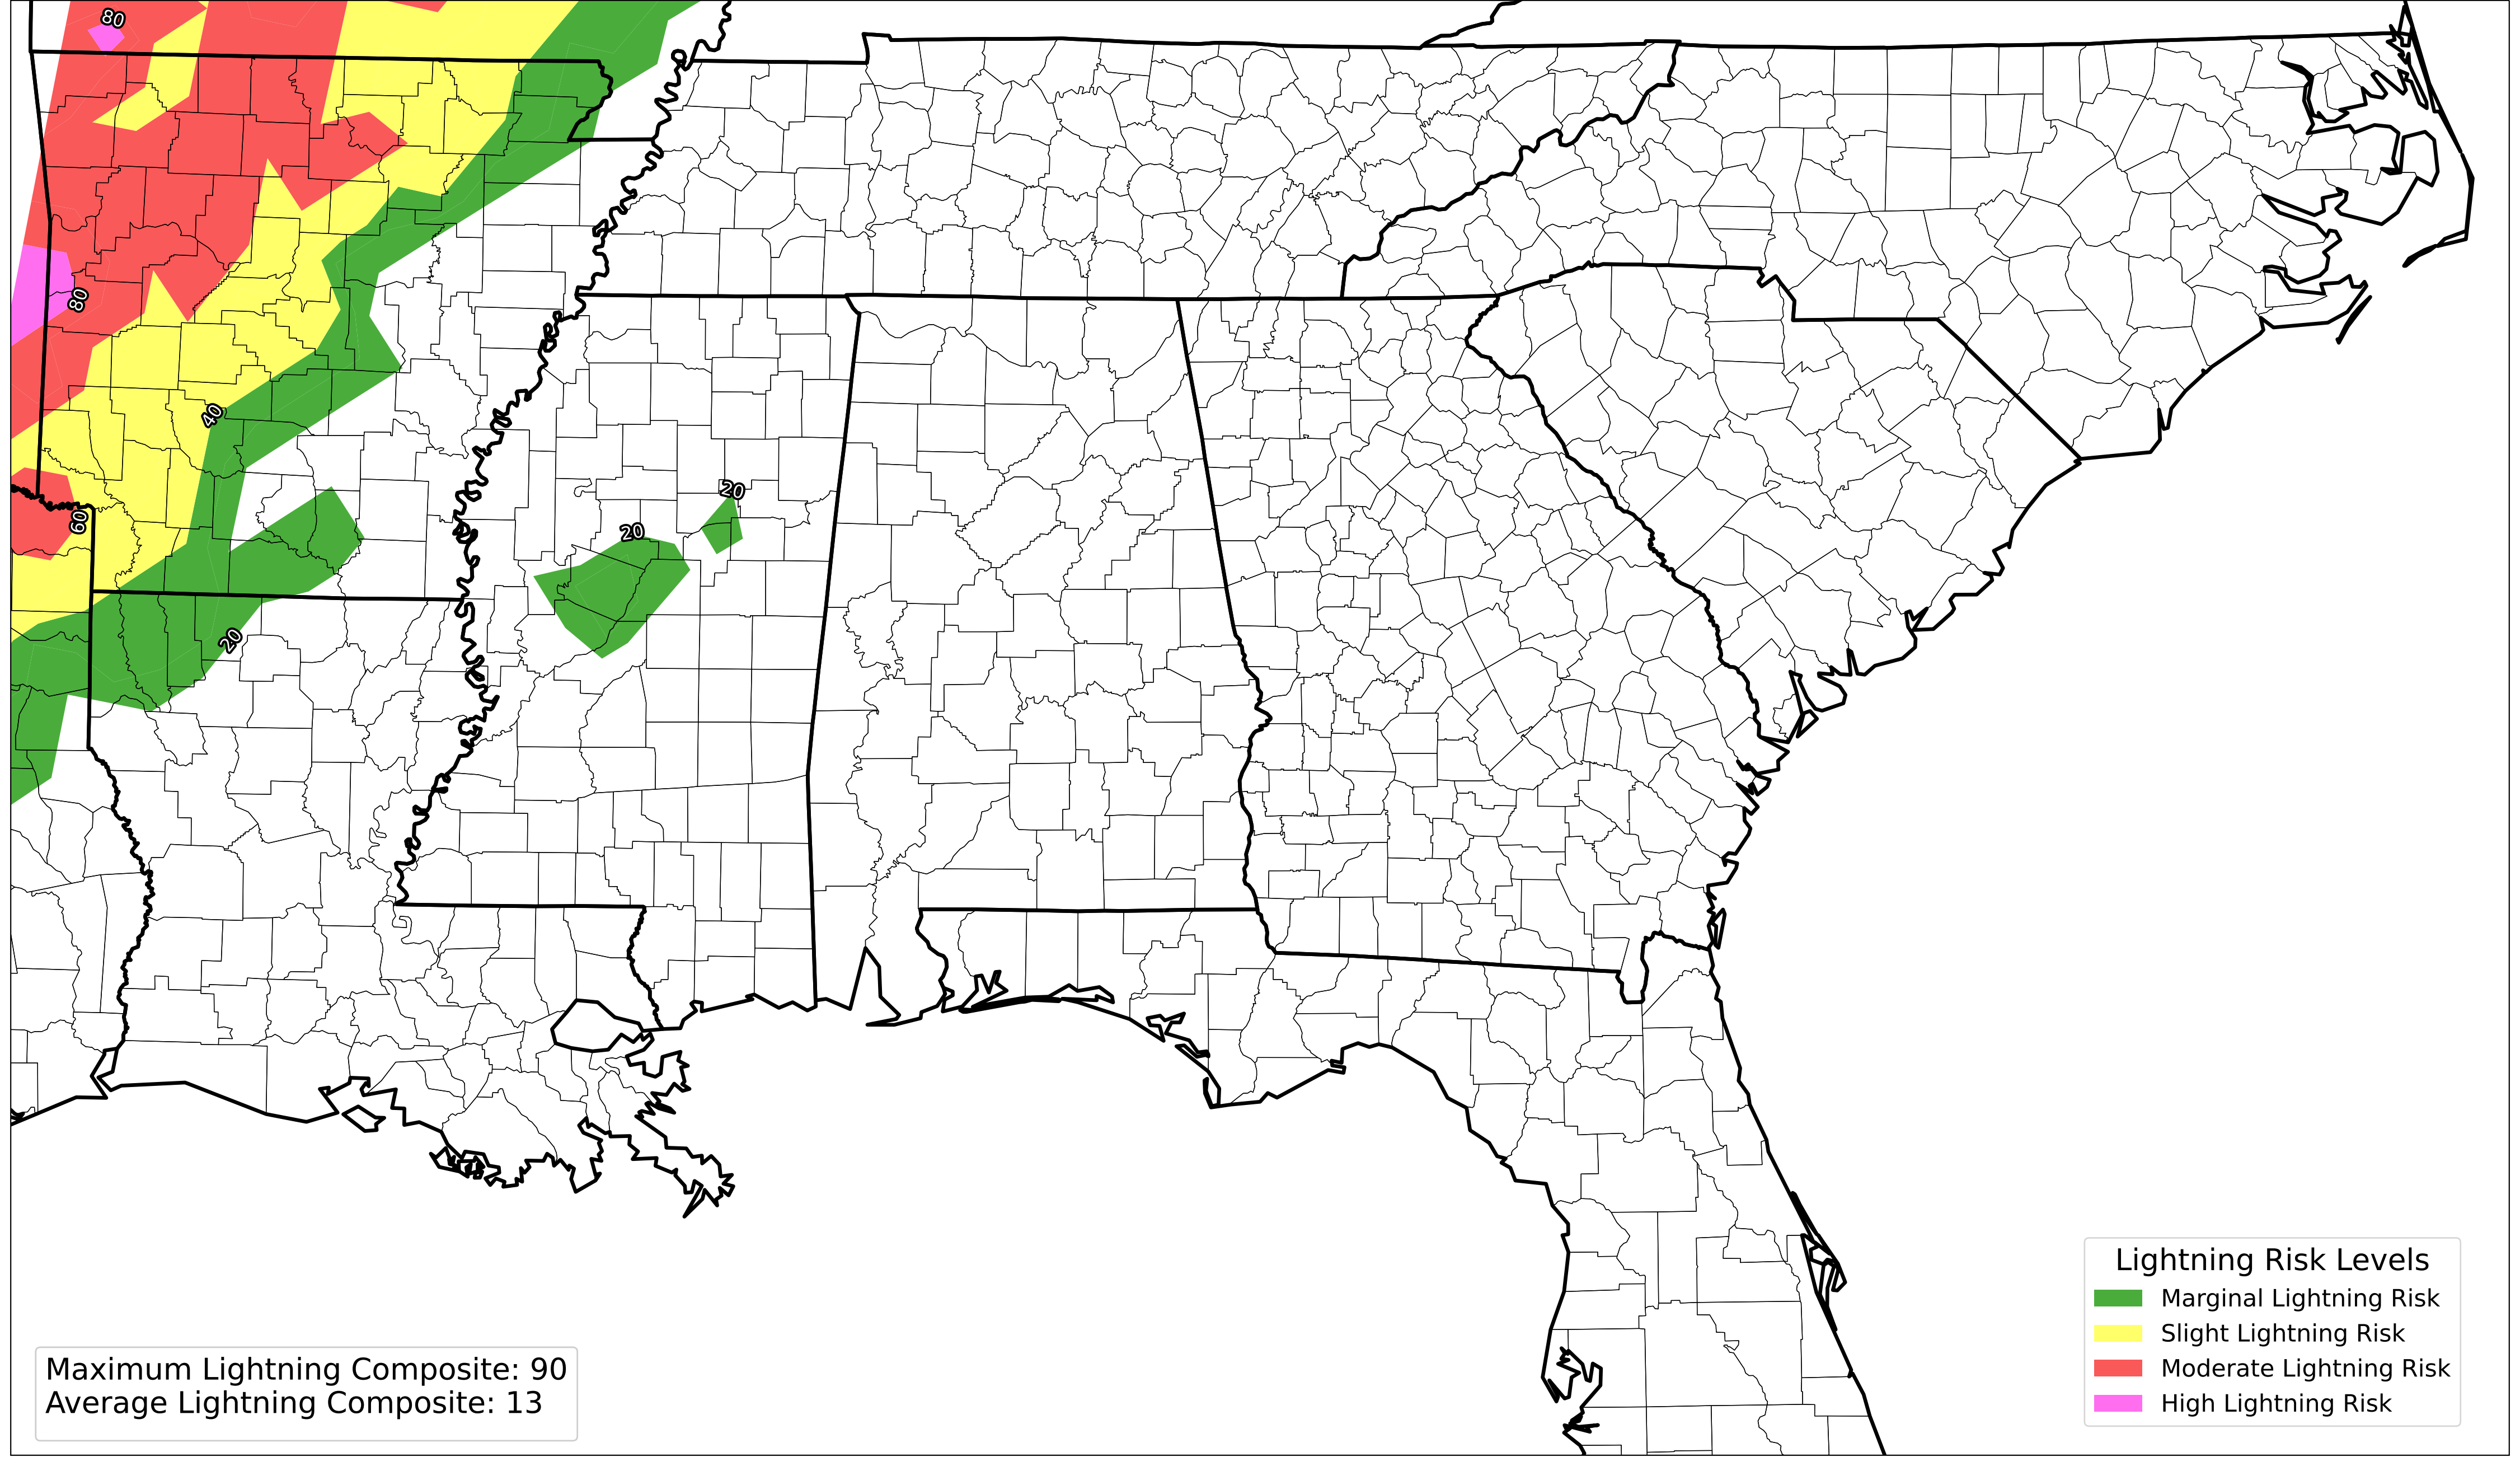 80
80
40
20
60
20
20
Lightning Risk Levels
Marginal Lightning Risk
Slight Lightning Risk
Moderate Lightning Risk
High Lightning Risk
Maximum Lightning Composite: 90
Average Lightning Composite: 13